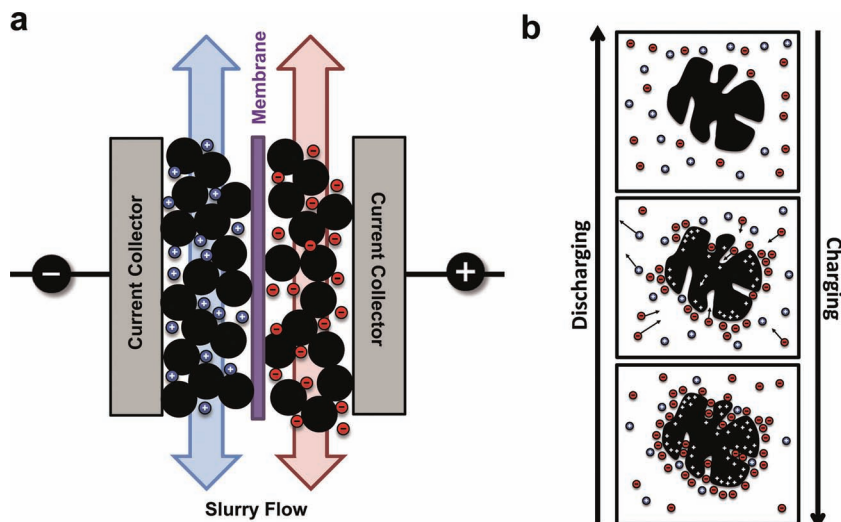 a
b
Membrane
Current Collector
Current Collector
−
+
Slurry Flow
Discharging
Charging